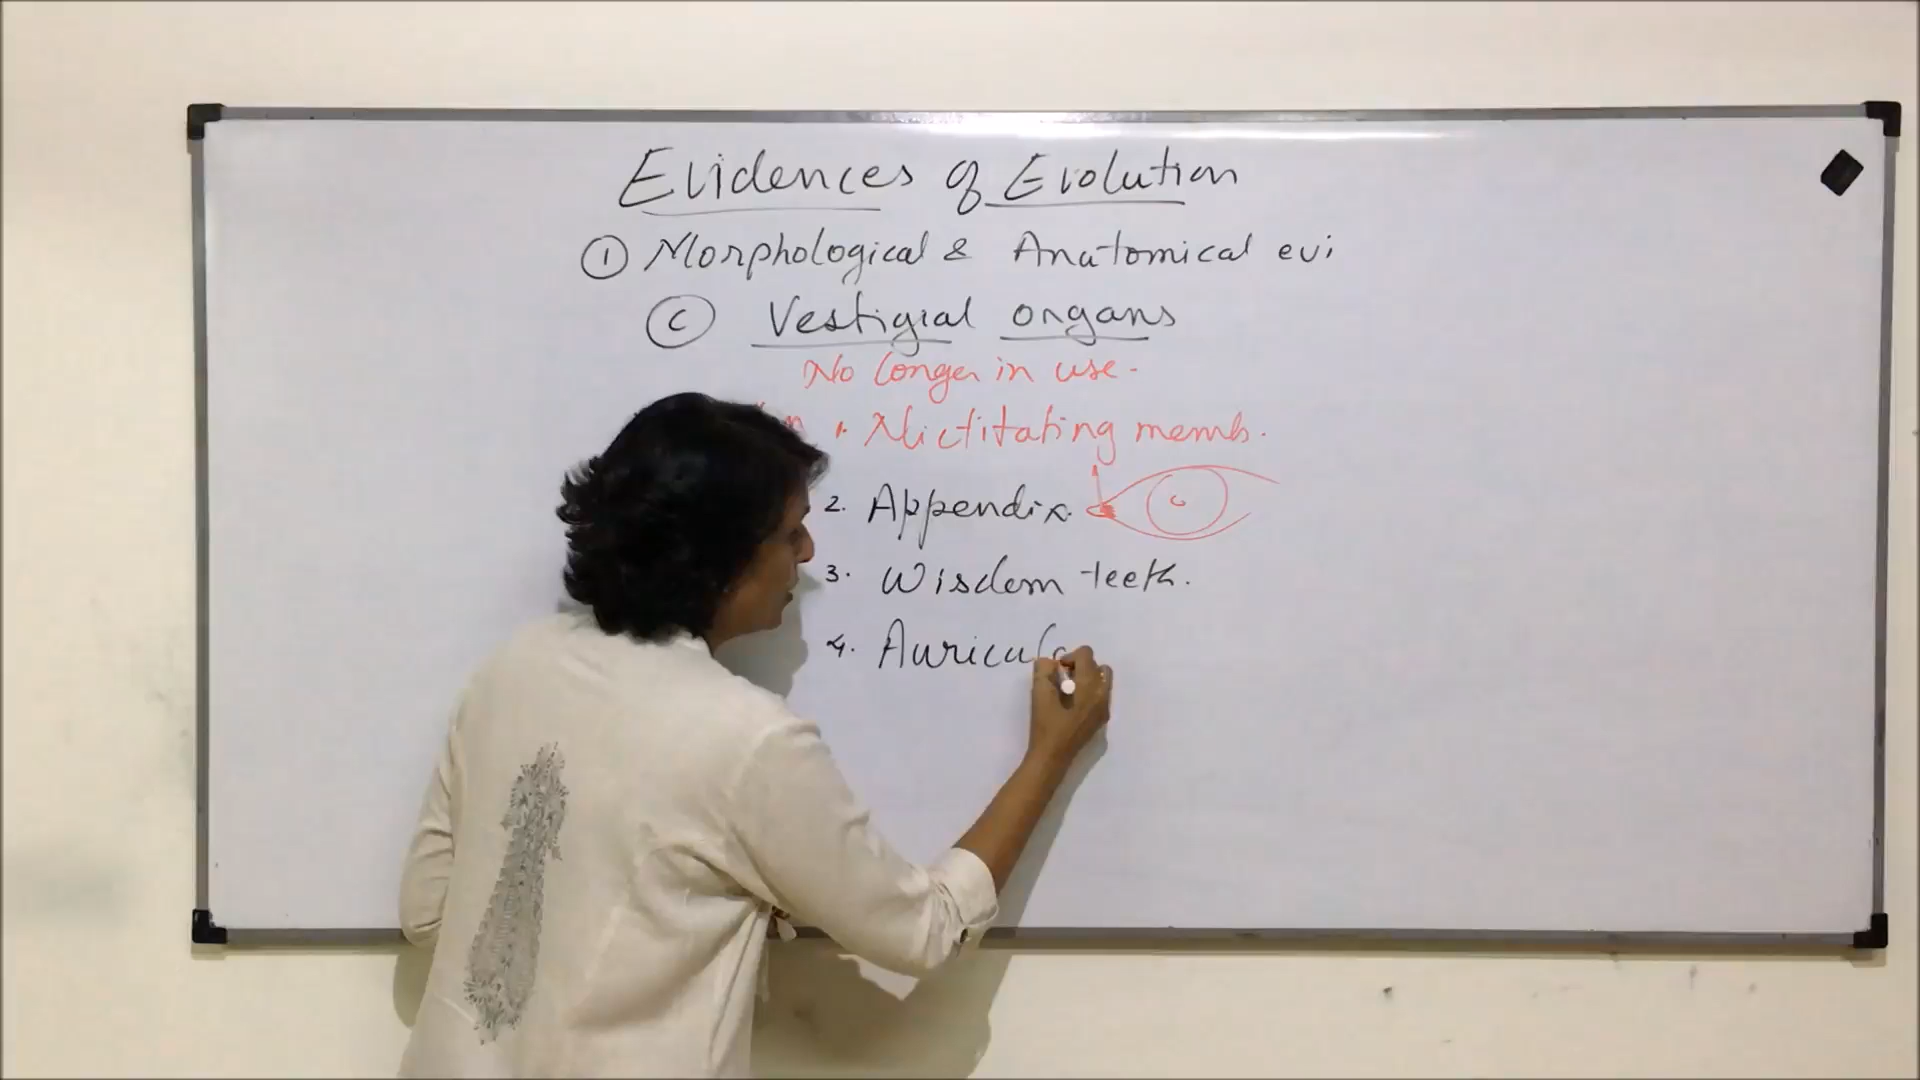 Evidences of Evolution
① Morphological & Anatomical evi
Ⓒ Vestigial organs
No longer in use.
1. Nictitating memb.
2. Appendix.
3. Wisdom teeth.
4. Auricula